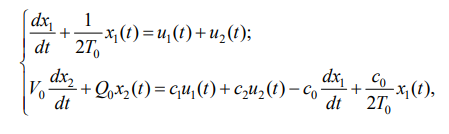 dx₁/dt + 1/(2T₀) x₁(t) = u₁(t) + u₂(t);
V₀ dx₂/dt + Q₀x₂(t) = c₁u₁(t) + c₂u₂(t) − c₀ dx₁/dt + c₀/(2T₀) x₁(t),